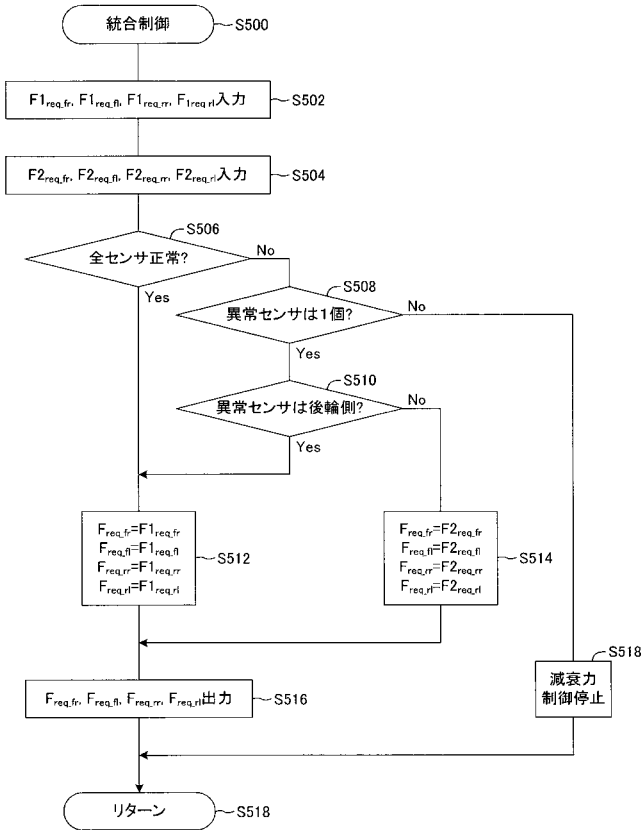 統合制御
S500
F1req_fr, F1req_fl, F1req_rr, F1req_rl入力
S502
F2req_fr, F2req_fl, F2req_rr, F2req_rl入力
S504
S506
全センサ正常?
No
Yes
S508
異常センサは1個?
No
Yes
S510
異常センサは後輪側?
No
Yes
Freq_fr=F1req_fr
Freq_fl=F1req_fl
Freq_rr=F1req_rr
Freq_rl=F1req_rl
S512
Freq_fr=F2req_fr
Freq_fl=F2req_fl
Freq_rr=F2req_rr
Freq_rl=F2req_rl
S514
S518
減衰力
制御停止
Freq_fr, Freq_fl, Freq_rr, Freq_rl出力
S516
リターン
S518